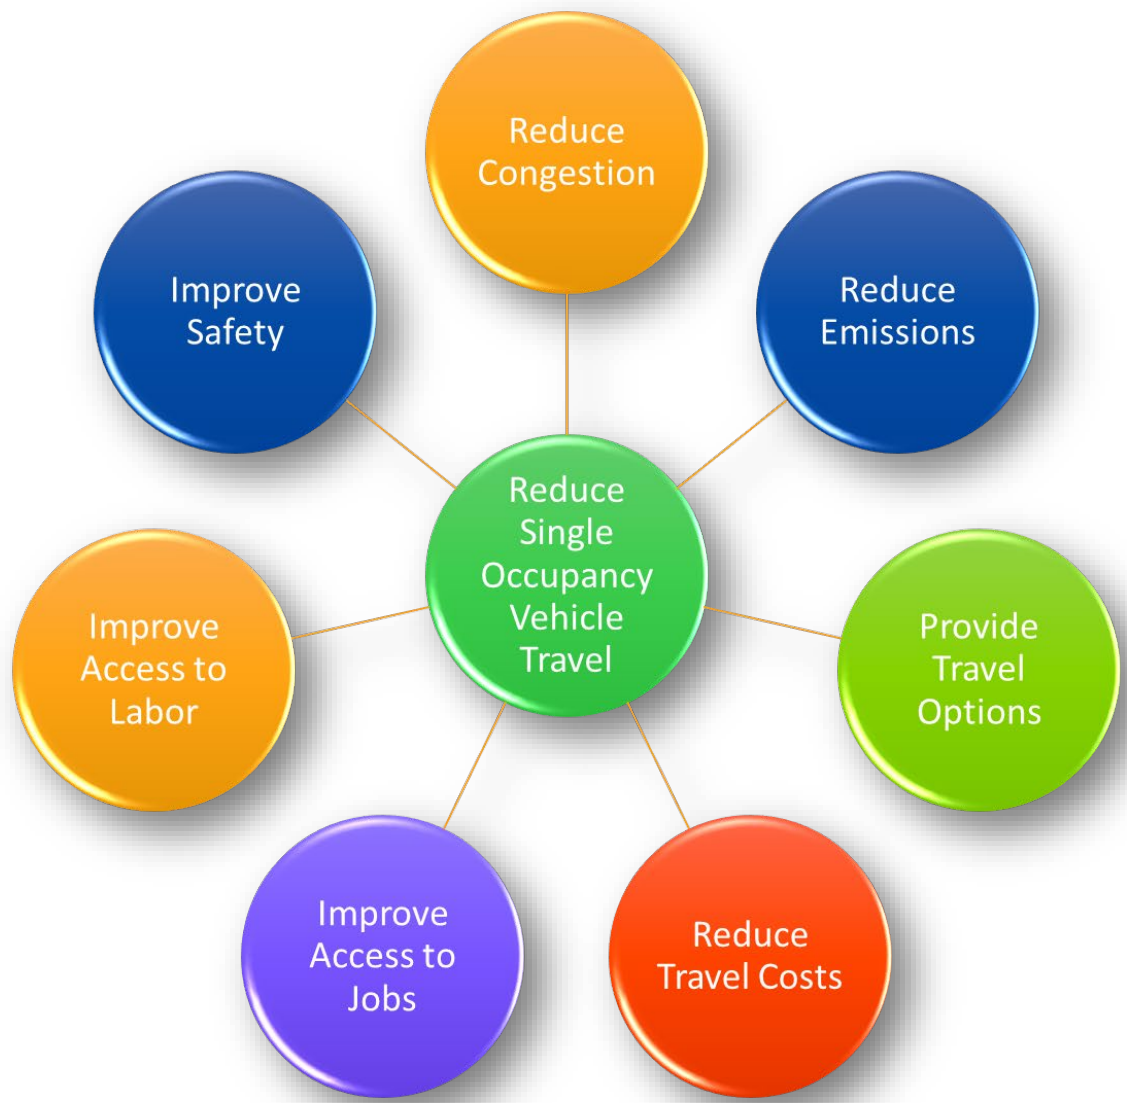 Reduce
Congestion
Reduce
Emissions
Provide
Travel
Options
Reduce
Travel Costs
Improve
Access to
Jobs
Improve
Access to
Labor
Improve
Safety
Reduce
Single
Occupancy
Vehicle
Travel